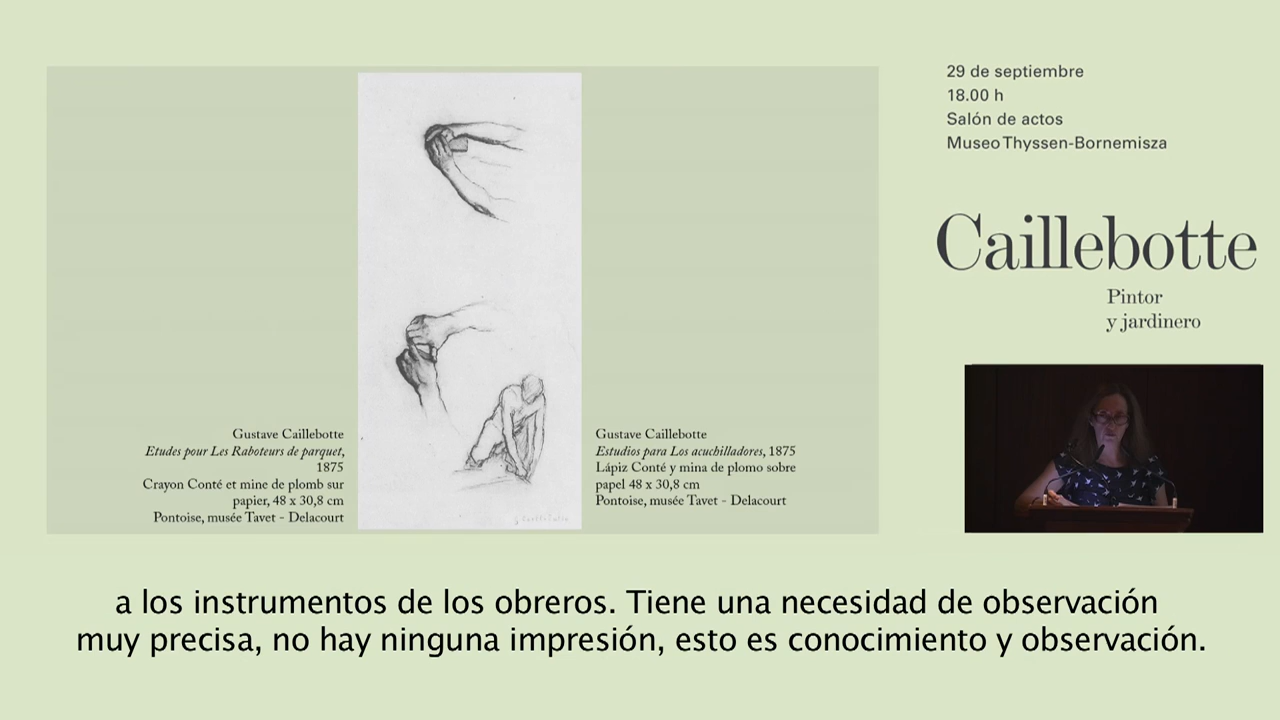 29 de septiembre
18.00 h
Salón de actos
Museo Thyssen-Bornemisza
Caillebotte
Pintor
y jardinero
Gustave Caillebotte
Etudes pour Les Raboteurs de parquet,
1875
Crayon Conté et mine de plomb sur
papier, 48 x 30,8 cm
Pontoise, musée Tavet - Delacourt
Gustave Caillebotte
Estudios para Los acuchilladores, 1875
Lápiz Conté y mina de plomo sobre
papel 48 x 30,8 cm
Pontoise, musée Tavet - Delacourt
a los instrumentos de los obreros. Tiene una necesidad de observación
muy precisa, no hay ninguna impresión, esto es conocimiento y observación.